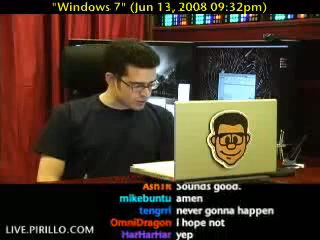 "Windows 7" (Jun 13, 2008 09:32pm)
AshTR Sounds good.
mikebuntu amen
tengrri never gonna happen
OmniDragon i hope not
HarHarHar yep
LIVE.PIRILLO.COM